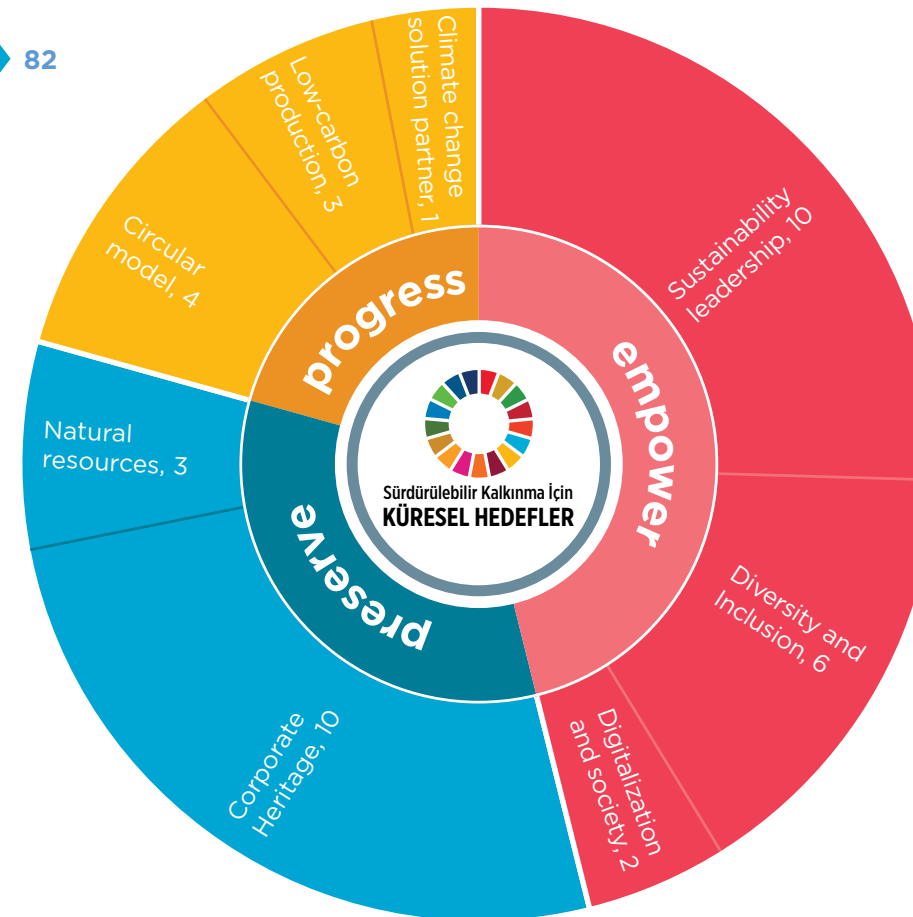 82
Climate change
solution partner, 1
Low-carbon
production, 3
Circular
model, 4
progress
Sustainability
leadership, 10
empower
Diversity and
Inclusion, 6
Digitalization
and society, 2
Natural
resources, 3
preserve
Corporate
Heritage, 10
Sürdürülebilir Kalkınma İçin
KÜRESEL HEDEFLER